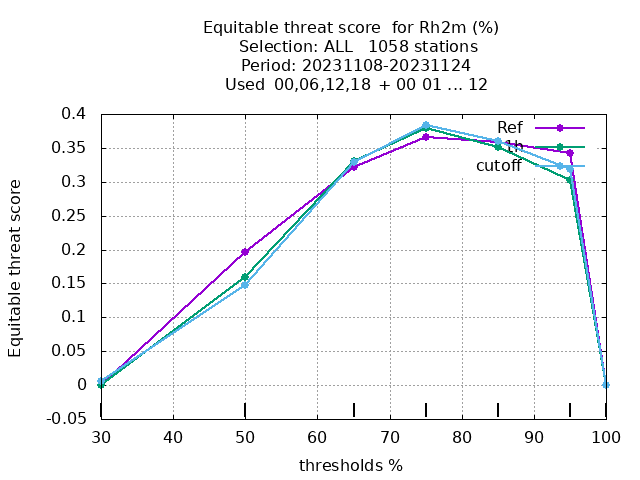 Equitable threat score  for Rh2m (%)
Selection: ALL   1058 stations
Period: 20231108-20231124
Used  00,06,12,18  + 00 01 ... 12
Equitable threat score
0.4
0.35
0.3
0.25
0.2
0.15
0.1
0.05
0
-0.05
Ref
1h
cutoff
30 40 50 60 70 80 90 100
thresholds %